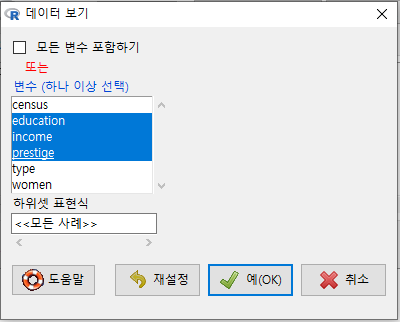 데이터 보기
모든 변수 포함하기
또는
변수 (하나 이상 선택)
census
education
income
prestige
type
women
하위셋 표현식
<<모든 사례>>
도움말
재설정
예(OK)
취소